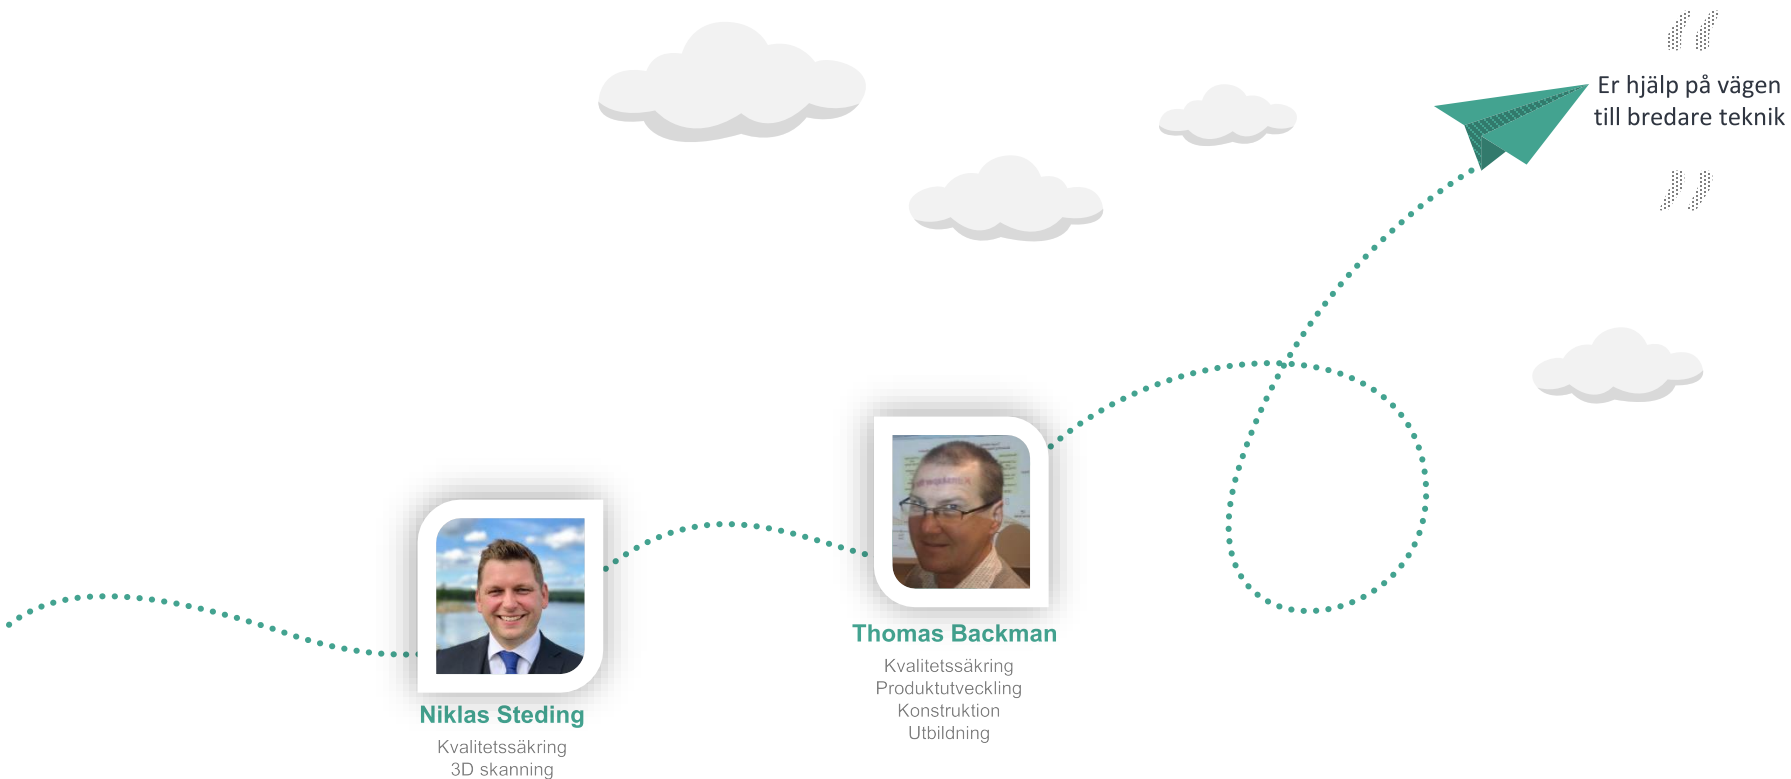 Er hjälp på vägen
till bredare teknik
Thomas Backman
Kvalitetssäkring
Produktutveckling
Konstruktion
Utbildning
Niklas Steding
Kvalitetssäkring
3D skanning